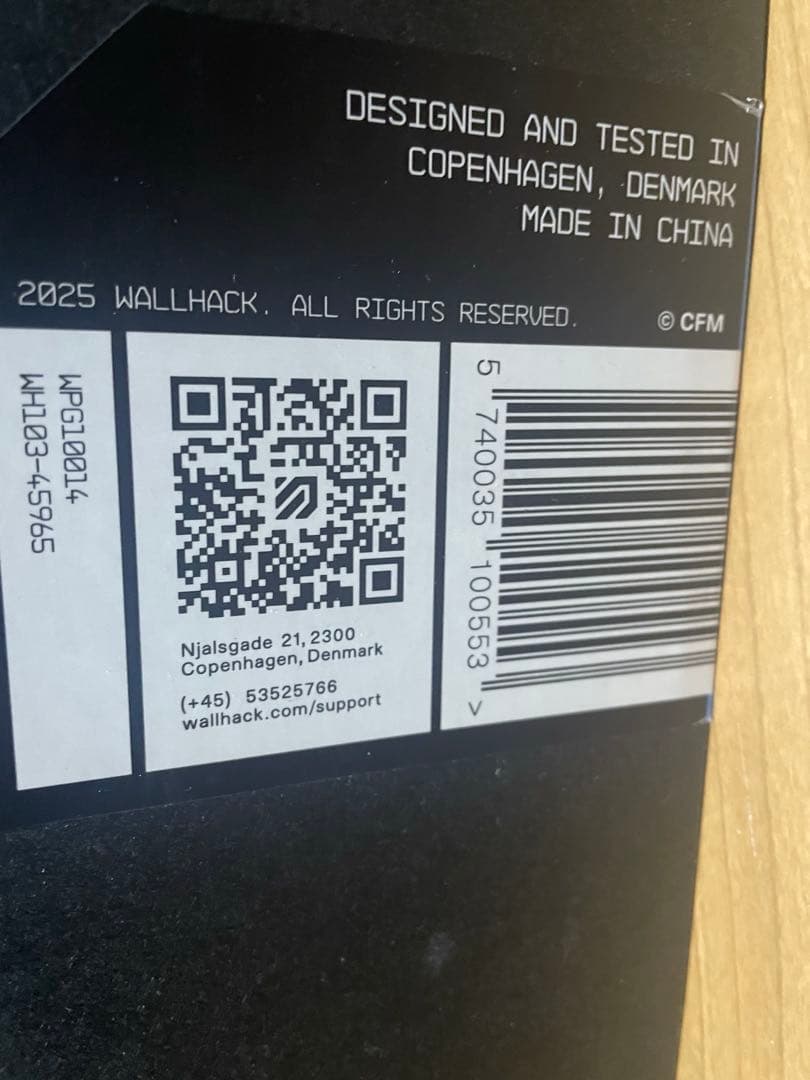 DESIGNED AND TESTED IN
COPENHAGEN, DENMARK
MADE IN CHINA
2025 WALLHACK. ALL RIGHTS RESERVED.
© CFM
WPG10014
WH103-45965
Njalsgade 21, 2300
Copenhagen, Denmark
(+45) 53525766
wallhack.com/support
5 740035 100553 >